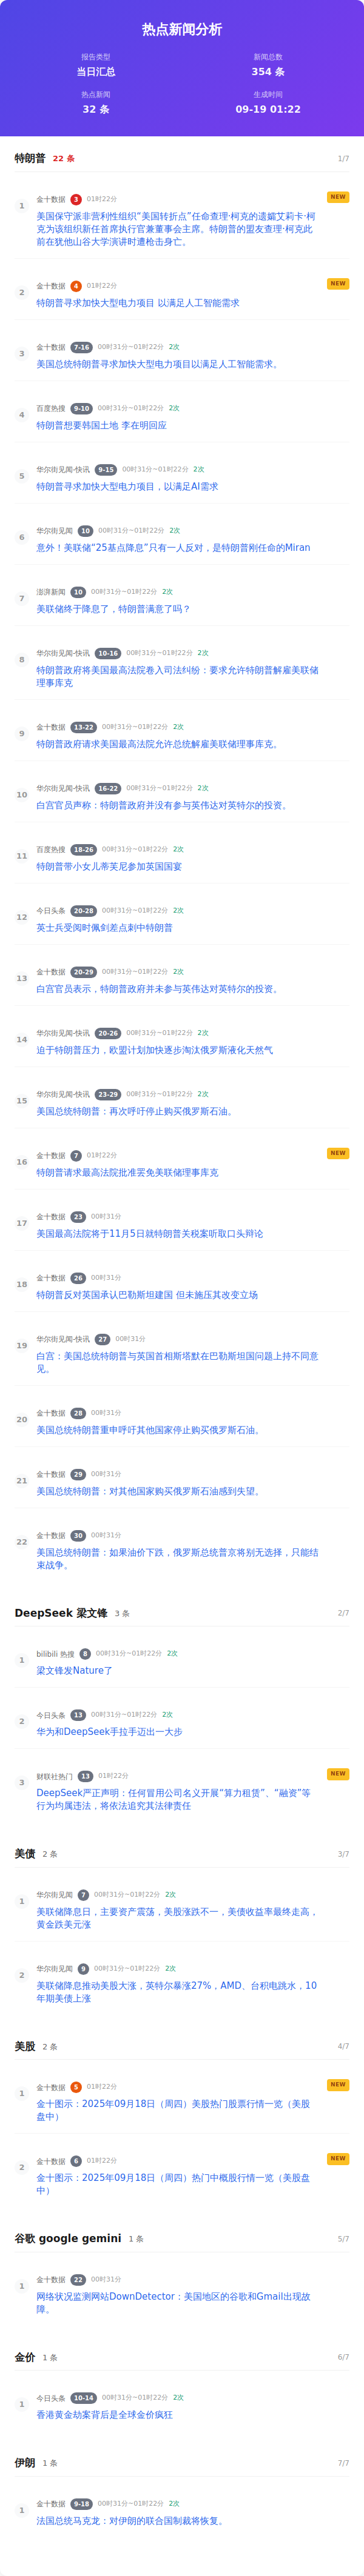 热点新闻分析
报告类型
新闻总数
当日汇总
354 条
热点新闻
生成时间
32 条
09-19 01:22
特朗普 22 条 1/7
1 金十数据 3 01时22分 NEW
美国保守派非营利性组织“美国转折点”任命查理·柯克的遗孀艾莉卡·柯
克为该组织新任首席执行官兼董事会主席。特朗普的盟友查理·柯克此
前在犹他山谷大学演讲时遭枪击身亡。
2 金十数据 4 01时22分 NEW
特朗普寻求加快大型电力项目 以满足人工智能需求
3 金十数据 7-16 00时31分~01时22分 2次
美国总统特朗普寻求加快大型电力项目以满足人工智能需求。
4 百度热搜 9-10 00时31分~01时22分 2次
特朗普想要韩国土地 李在明回应
5 华尔街见闻-快讯 9-15 00时31分~01时22分 2次
特朗普寻求加快大型电力项目，以满足AI需求
6 华尔街见闻 10 00时31分~01时22分 2次
意外！美联储“25基点降息”只有一人反对，是特朗普刚任命的Miran
7 澎湃新闻 10 00时31分~01时22分 2次
美联储终于降息了，特朗普满意了吗？
8 华尔街见闻-快讯 10-16 00时31分~01时22分 2次
特朗普政府将美国最高法院卷入司法纠纷：要求允许特朗普解雇美联储
理事库克
9 金十数据 13-22 00时31分~01时22分 2次
特朗普政府请求美国最高法院允许总统解雇美联储理事库克。
10 华尔街见闻-快讯 16-22 00时31分~01时22分 2次
白宫官员声称：特朗普政府并没有参与英伟达对英特尔的投资。
11 百度热搜 18-26 00时31分~01时22分 2次
特朗普带小女儿蒂芙尼参加英国国宴
12 今日头条 20-28 00时31分~01时22分 2次
英士兵受阅时佩剑差点刺中特朗普
13 金十数据 20-29 00时31分~01时22分 2次
白宫官员表示，特朗普政府并未参与英伟达对英特尔的投资。
14 华尔街见闻-快讯 20-26 00时31分~01时22分 2次
迫于特朗普压力，欧盟计划加快逐步淘汰俄罗斯液化天然气
15 华尔街见闻-快讯 23-29 00时31分~01时22分 2次
美国总统特朗普：再次呼吁停止购买俄罗斯石油。
16 金十数据 7 01时22分 NEW
特朗普请求最高法院批准罢免美联储理事库克
17 金十数据 23 00时31分
美国最高法院将于11月5日就特朗普关税案听取口头辩论
18 金十数据 26 00时31分
特朗普反对英国承认巴勒斯坦建国 但未施压其改变立场
19 华尔街见闻-快讯 27 00时31分
白宫：美国总统特朗普与英国首相斯塔默在巴勒斯坦国问题上持不同意
见。
20 金十数据 28 00时31分
美国总统特朗普重申呼吁其他国家停止购买俄罗斯石油。
21 金十数据 29 00时31分
美国总统特朗普：对其他国家购买俄罗斯石油感到失望。
22 金十数据 30 00时31分
美国总统特朗普：如果油价下跌，俄罗斯总统普京将别无选择，只能结
束战争。
DeepSeek 梁文锋 3 条 2/7
1 bilibili 热搜 8 00时31分~01时22分 2次
梁文锋发Nature了
2 今日头条 13 00时31分~01时22分 2次
华为和DeepSeek手拉手迈出一大步
3 财联社热门 13 01时22分 NEW
DeepSeek严正声明：任何冒用公司名义开展“算力租赁”、“融资”等
行为均属违法，将依法追究其法律责任
美债 2 条 3/7
1 华尔街见闻 7 00时31分~01时22分 2次
美联储降息日，主要资产震荡，美股涨跌不一，美债收益率最终走高，
黄金跌美元涨
2 华尔街见闻 9 00时31分~01时22分 2次
美联储降息推动美股大涨，英特尔暴涨27%，AMD、台积电跳水，10
年期美债上涨
美股 2 条 4/7
1 金十数据 5 01时22分 NEW
金十图示：2025年09月18日（周四）美股热门股票行情一览（美股
盘中）
2 金十数据 6 01时22分 NEW
金十图示：2025年09月18日（周四）热门中概股行情一览（美股盘
中）
谷歌 google gemini 1 条 5/7
1 金十数据 22 00时31分
网络状况监测网站DownDetector：美国地区的谷歌和Gmail出现故
障。
金价 1 条 6/7
1 今日头条 10-14 00时31分~01时22分 2次
香港黄金劫案背后是全球金价疯狂
伊朗 1 条 7/7
1 金十数据 9-18 00时31分~01时22分 2次
法国总统马克龙：对伊朗的联合国制裁将恢复。